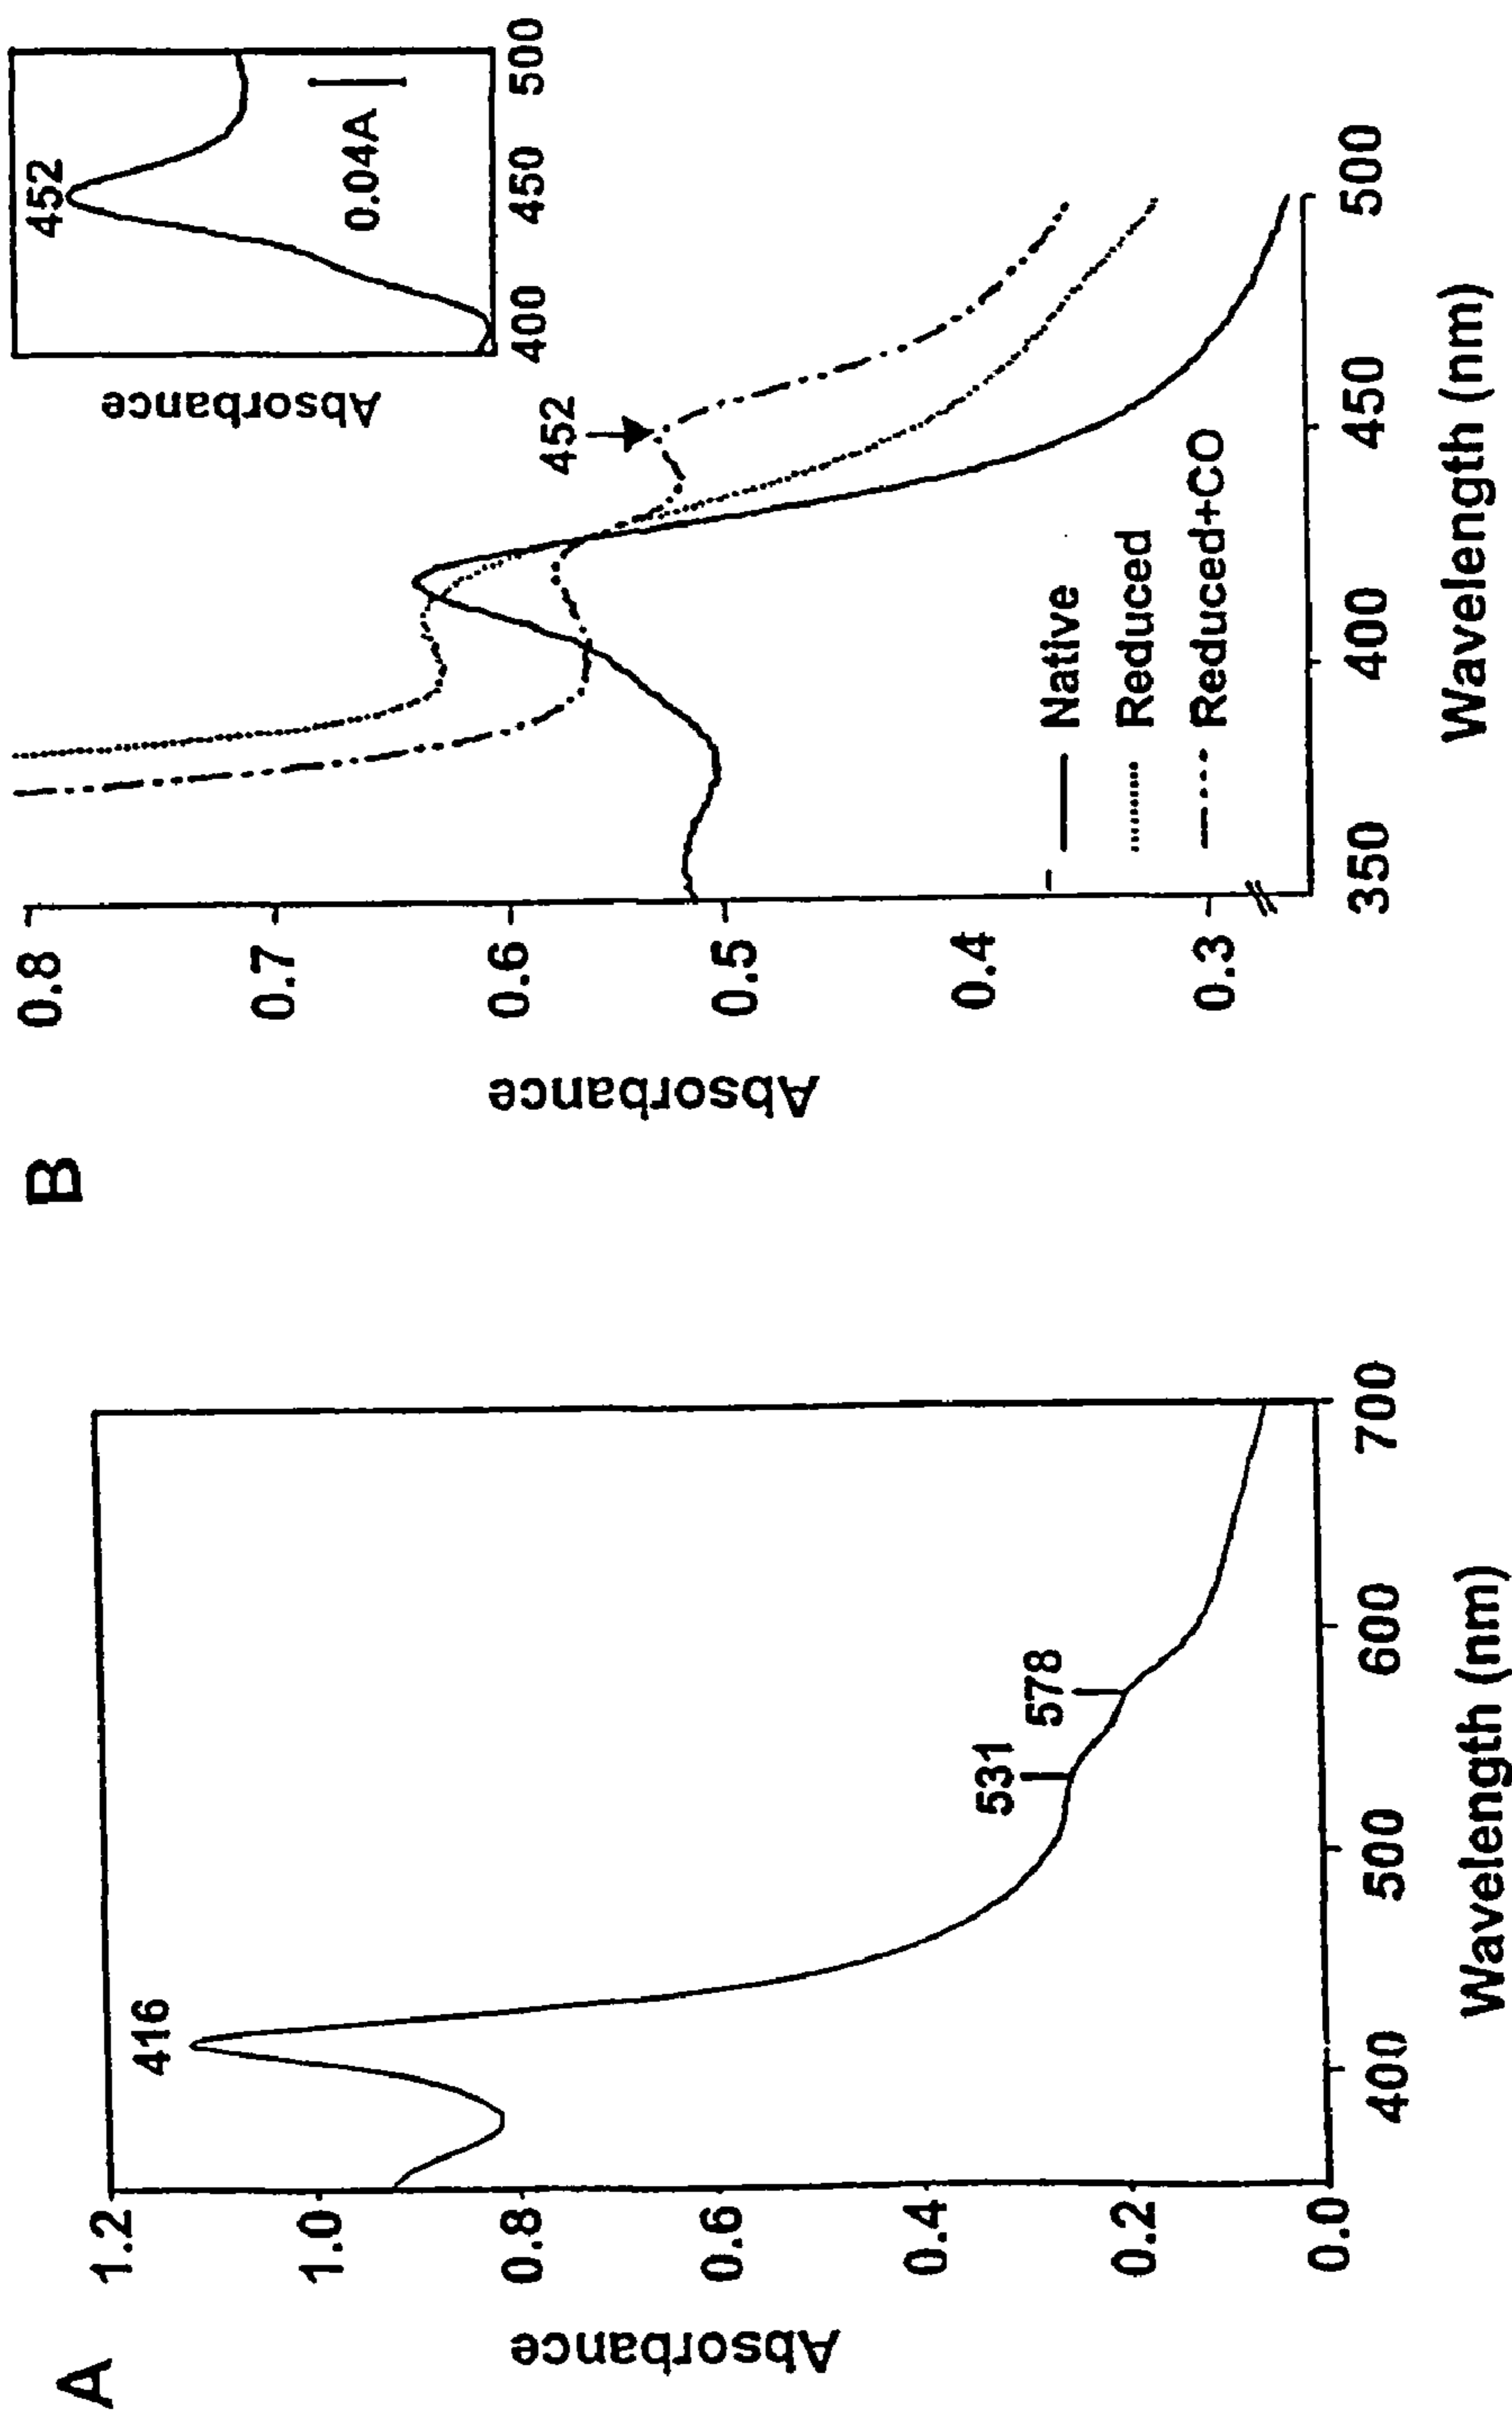 A
Absorbance
1.2
1.0
0.8
0.6
0.4
0.2
0.0
416
531
578
400
500
600
700
Wavelength (nm)
B
Absorbance
0.8
0.7
0.6
0.5
0.4
0.3
452
Native
Reduced
Reduced+CO
350
400
450
500
Wavelength (nm)
Absorbance
452
0.04A
400
450
500